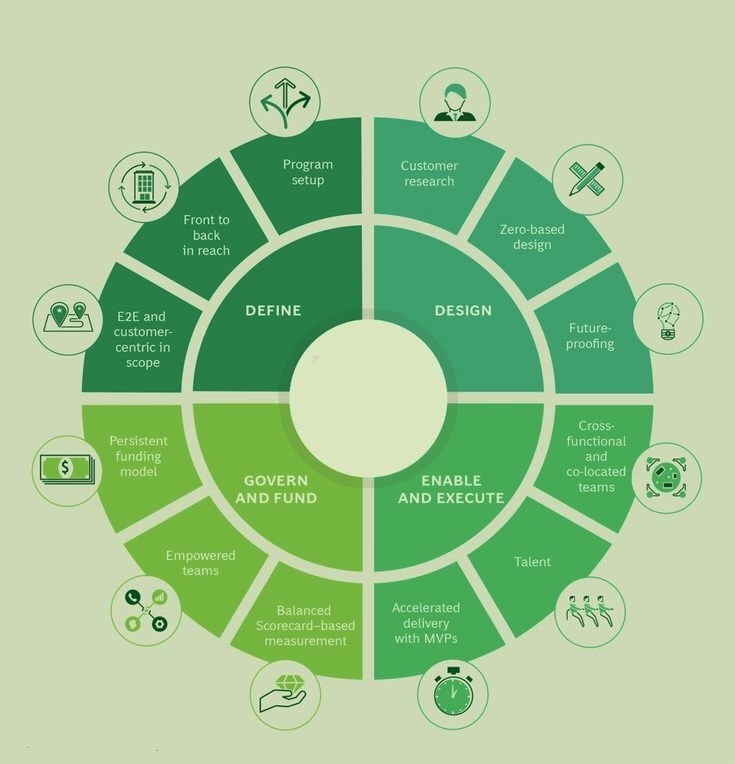 Program
setup
Customer
research
Front to
back
in reach
Zero-based
design
E2E and
customer-
centric in
scope
DEFINE
DESIGN
Future-
proofing
Persistent
funding
model
GOVERN
AND FUND
ENABLE
AND EXECUTE
Cross-
functional
and
co-located
teams
Empowered
teams
Talent
Balanced
Scorecard–based
measurement
Accelerated
delivery
with MVPs
$